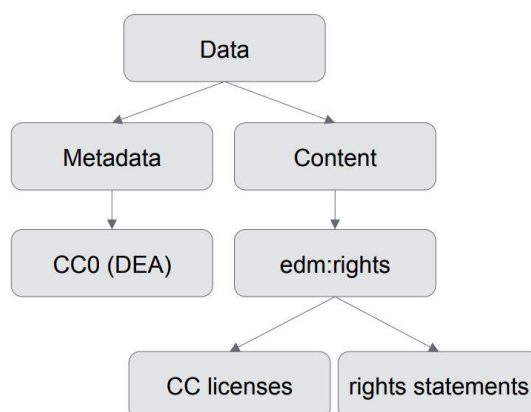 Data
Metadata
Content
CC0 (DEA)
edm:rights
CC licenses
rights statements